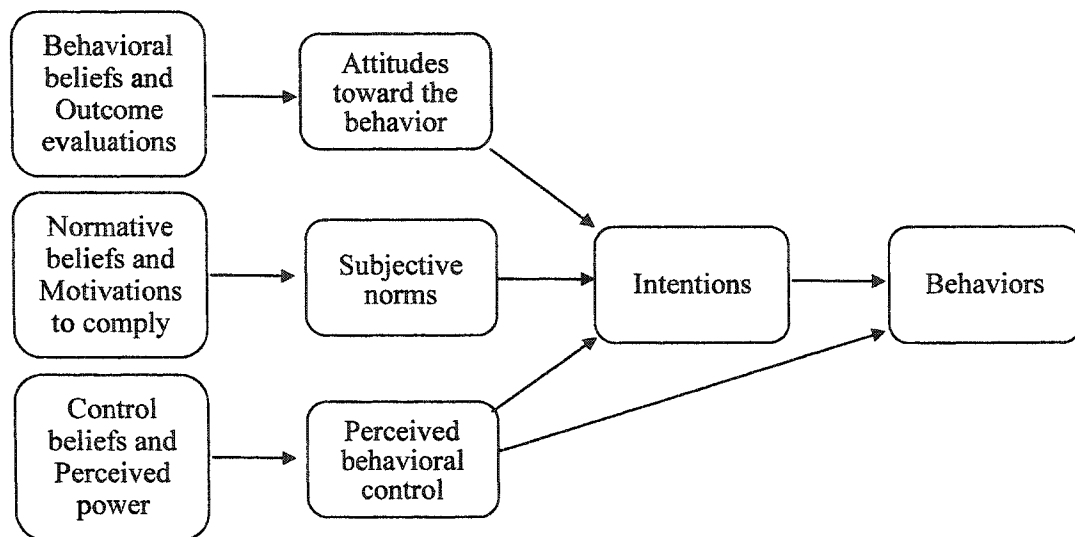 Behavioral
beliefs and
Outcome
evaluations
Attitudes
toward the
behavior
Normative
beliefs and
Motivations
to comply
Subjective
norms
Intentions
Behaviors
Control
beliefs and
Perceived
power
Perceived
behavioral
control